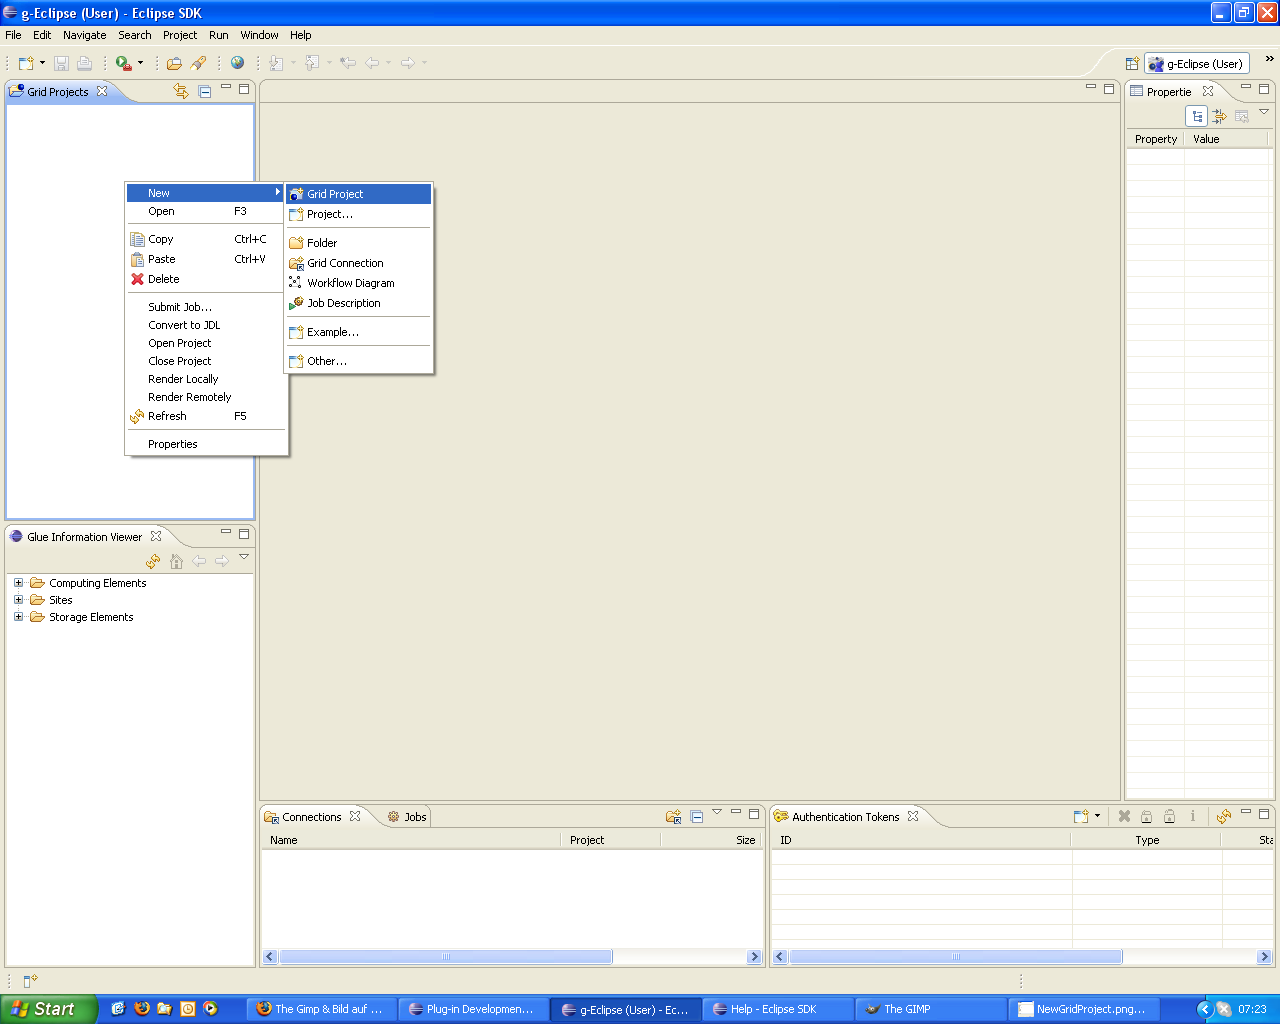 g-Eclipse (User) - Eclipse SDK
File Edit Navigate Search Project Run Window Help
g-Eclipse (User)
Grid Projects
Propertie
Property Value
New
Open F3
Copy Ctrl+C
Paste Ctrl+V
Delete
Submit Job...
Convert to JDL
Open Project
Close Project
Render Locally
Render Remotely
Refresh F5
Properties
Grid Project
Project...
Folder
Grid Connection
Workflow Diagram
Job Description
Example...
Other...
Glue Information Viewer
Computing Elements
Sites
Storage Elements
Connections Jobs
Name Project Size
Authentication Tokens
ID Type Sta
Start
The Gimp & Bild auf ...
Plug-in Developmen...
g-Eclipse (User) - Ec...
Help - Eclipse SDK
The GIMP
NewGridProject.png...
07:23